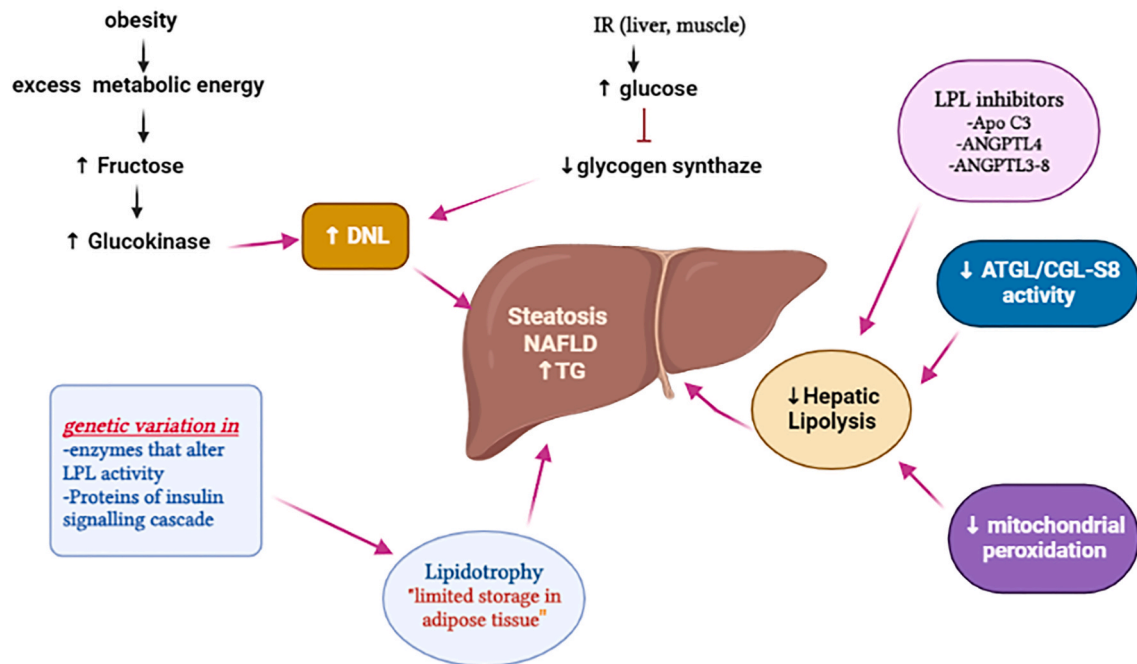 obesity
excess metabolic energy
↑ Fructose
↑ Glucokinase
IR (liver, muscle)
↑ glucose
↓glycogen synthaze
↑ DNL
Steatosis
NAFLD
↑TG
LPL inhibitors
-Apo C3
-ANGPTL4
-ANGPTL3-8
↓ ATGL/CGL-S8
activity
↓Hepatic
Lipolysis
↓ mitochondrial
peroxidation
genetic variation in
-enzymes that alter
LPL activity
-Proteins of insulin
signalling cascade
Lipidotrophy
"limited storage in
adipose tissue"